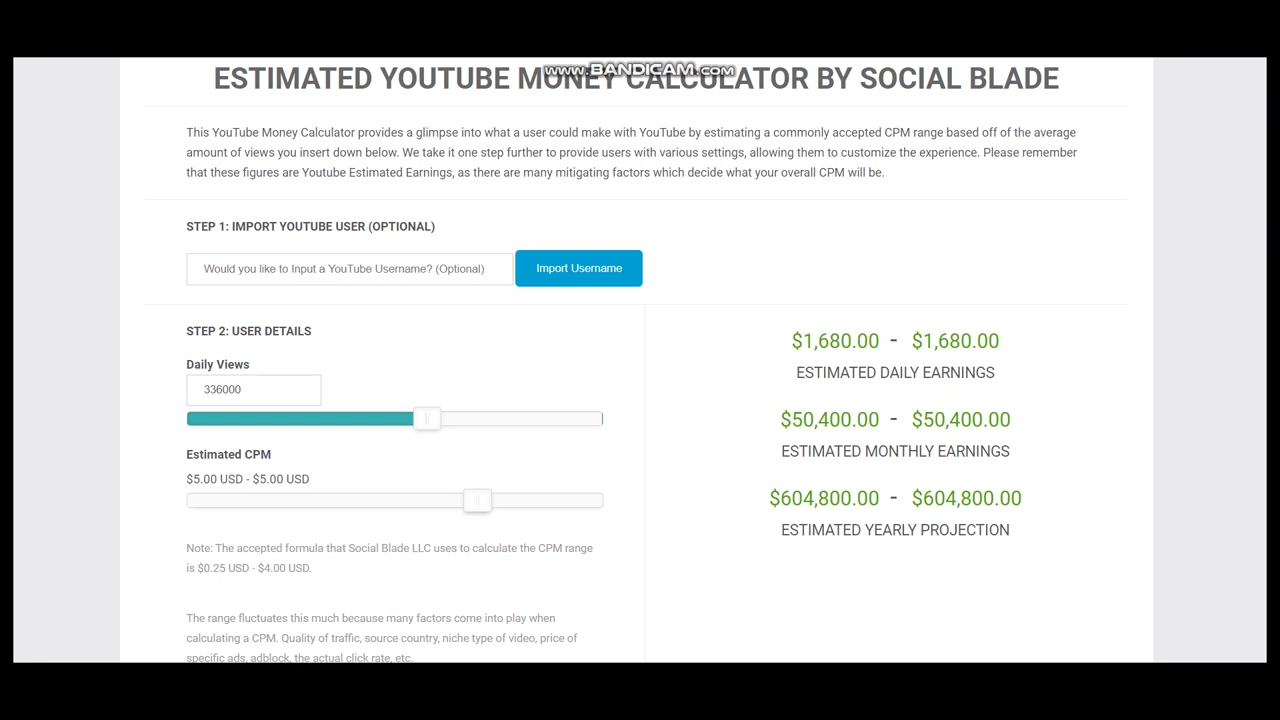 www.BANDICAM.com
ESTIMATED YOUTUBE MONEY CALCULATOR BY SOCIAL BLADE
This YouTube Money Calculator provides a glimpse into what a user could make with YouTube by estimating a commonly accepted CPM range based off of the average
amount of views you insert down below. We take it one step further to provide users with various settings, allowing them to customize the experience. Please remember
that these figures are Youtube Estimated Earnings, as there are many mitigating factors which decide what your overall CPM will be.
STEP 1: IMPORT YOUTUBE USER (OPTIONAL)
Would you like to Input a YouTube Username? (Optional)
Import Username
STEP 2: USER DETAILS
Daily Views
336000
Estimated CPM
$5.00 USD - $5.00 USD
Note: The accepted formula that Social Blade LLC uses to calculate the CPM range
is $0.25 USD - $4.00 USD.
The range fluctuates this much because many factors come into play when
calculating a CPM. Quality of traffic, source country, niche type of video, price of
specific ads, adblock, the actual click rate, etc.
$1,680.00 - $1,680.00
ESTIMATED DAILY EARNINGS
$50,400.00 - $50,400.00
ESTIMATED MONTHLY EARNINGS
$604,800.00 - $604,800.00
ESTIMATED YEARLY PROJECTION